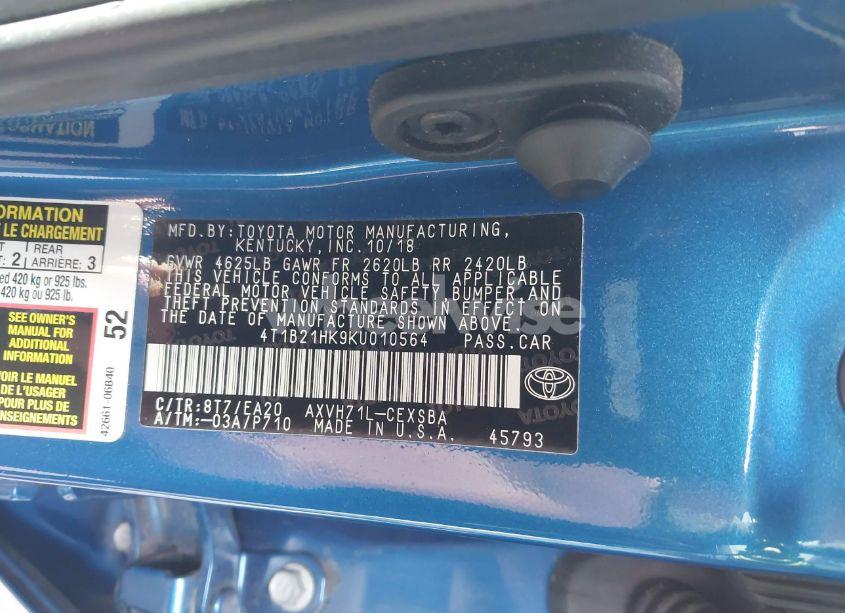 ORMATION
LE CHARGEMENT
2
REAR
ARRIÈRE
3
ed 420 kg or 925 lbs.
420 kg ou 925 lb.
SEE OWNER'S
MANUAL FOR
ADDITIONAL
52
VOIR LE MANUEL
DE L'USAGER
POUR PLUS DE
42661-06B40
MFD.BY:TOYOTA MOTOR MANUFACTURING,
KENTUCKY,INC.10/18
GVWR 4625LB GAWR FR 2620LB RR 2420LB
THIS VEHICLE CONFORMS TO ALL APPLICABLE
FEDERAL MOTOR VEHICLE SAFETY,BUMPER,AND
THEFT PREVENTION STANDARDS IN EFFECT ON
THE DATE OF MANUFACTURE SHOWN ABOVE.
4T1B21HK9KU010564 PASS.CAR
C/TR:8T7/EA20 AXVH71L-CEXSBA
A/TM:-03A/P710 MADE IN U.S.A. 45793
TOYOTA